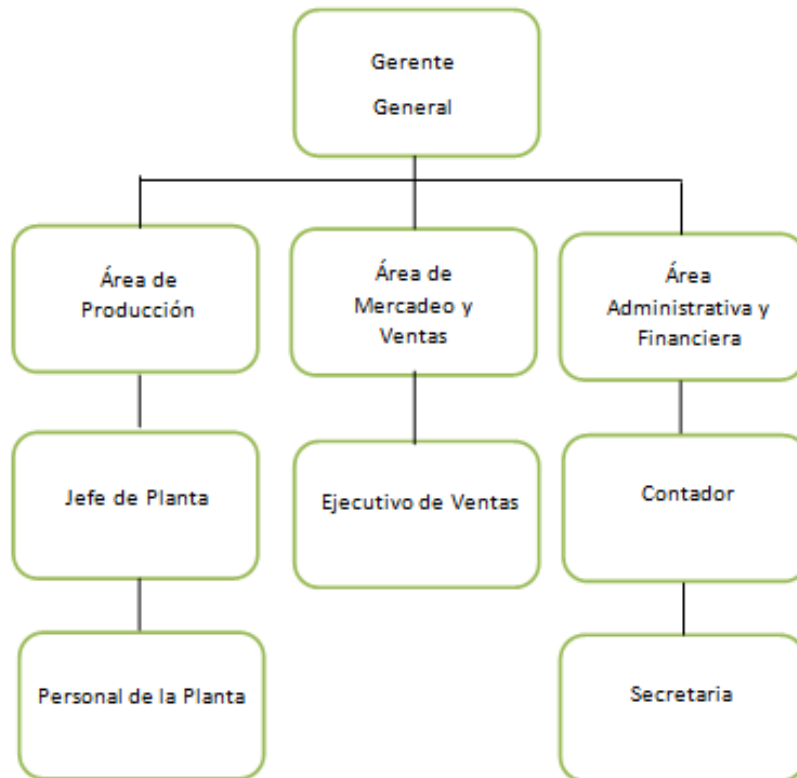 Gerente
General
Área de
Producción
Área de
Mercadeo y
Ventas
Área
Administrativa y
Financiera
Jefe de Planta
Ejecutivo de Ventas
Contador
Personal de la Planta
Secretaria